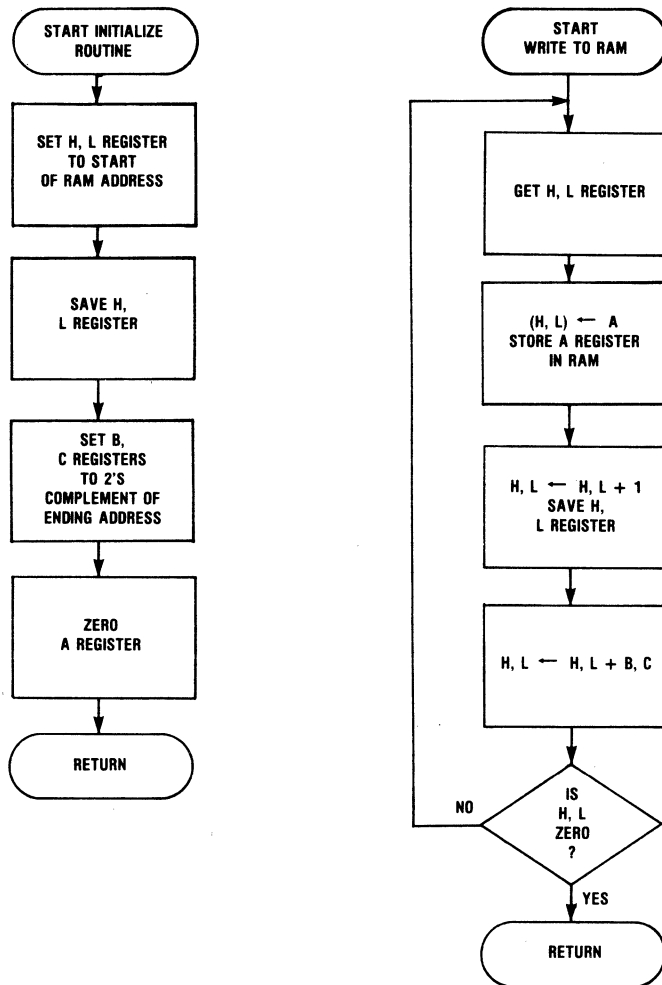 START INITIALIZE
ROUTINE
SET H, L REGISTER
TO START
OF RAM ADDRESS
SAVE H,
L REGISTER
SET B,
C REGISTERS
TO 2'S
COMPLEMENT OF
ENDING ADDRESS
ZERO
A REGISTER
RETURN
START
WRITE TO RAM
GET H, L REGISTER
(H, L) ← A
STORE A REGISTER
IN RAM
H, L ← H, L + 1
SAVE H,
L REGISTER
H, L ← H, L + B, C
IS
H, L
ZERO
?
NO
YES
RETURN